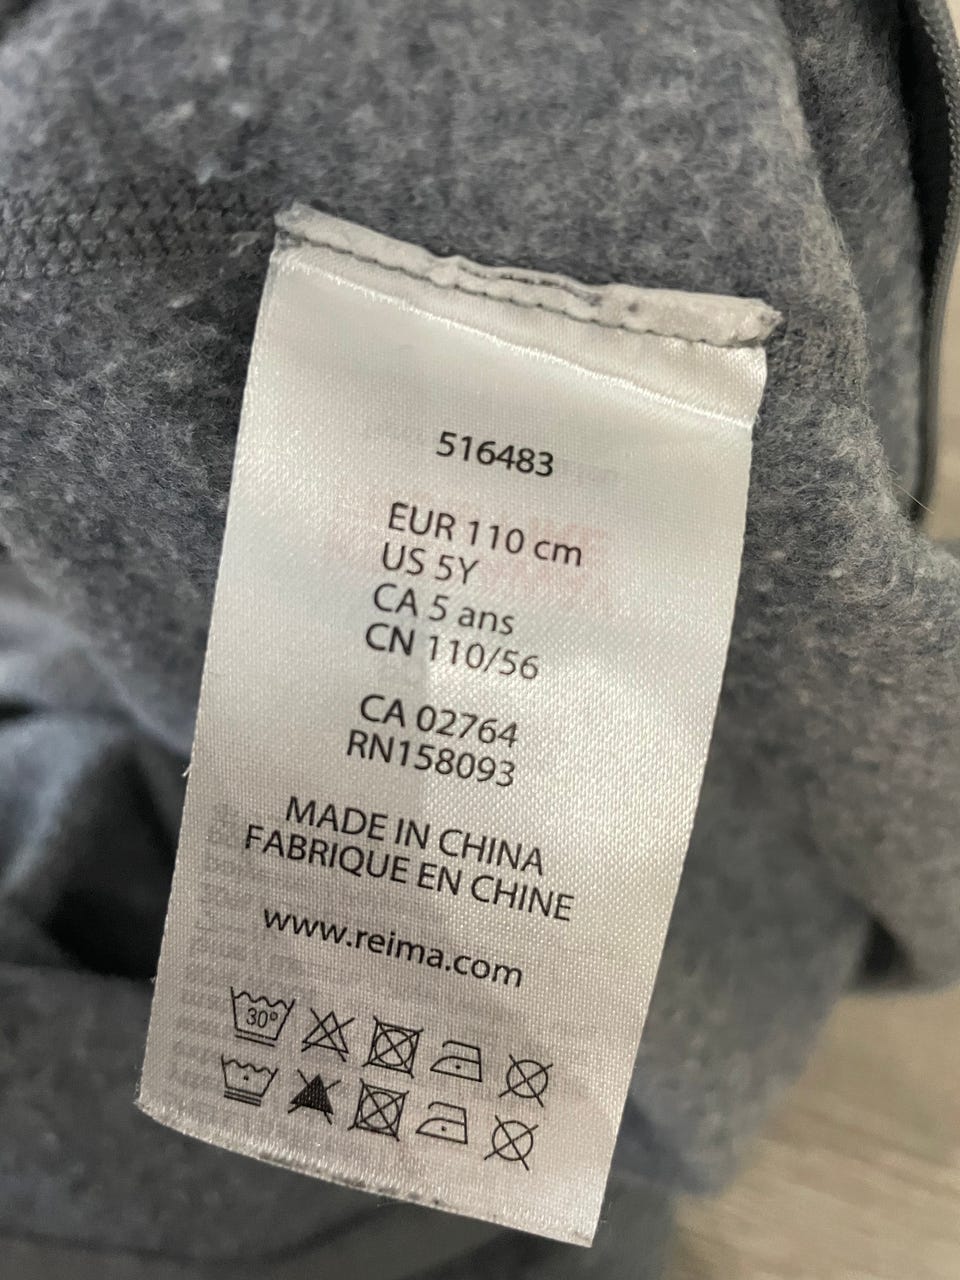 516483
EUR 110 cm
US 5Y
CA 5 ans
CN 110/56
CA 02764
RN158093
MADE IN CHINA
FABRIQUE EN CHINE
www.reima.com
30°